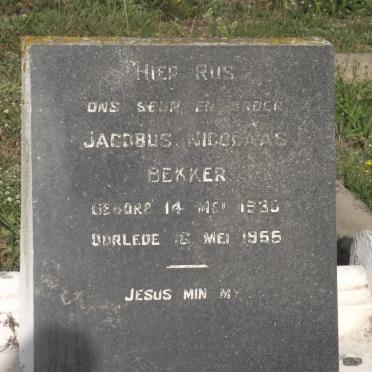 HIER RUS
ONS SEUN EN BROER
JACOBUS NICOLAAS
BEKKER
GEBORE 14 MEI 1936
OORLEDE 16 MEI 1955
JESUS MIN MY